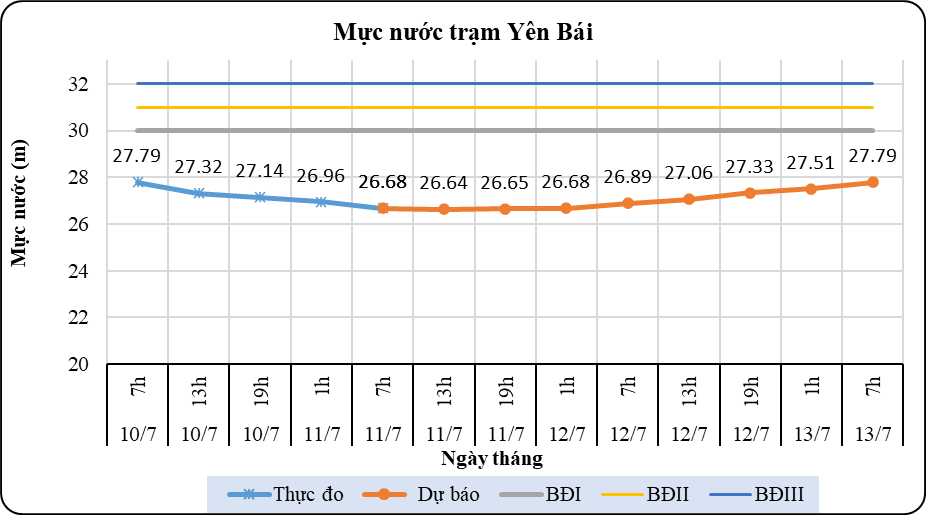 Mực nước trạm Yên Bái
Mực nước (m)
32
30
28
26
24
22
20
27.79 27.32 27.14 26.96 26.68 26.64 26.65 26.68 26.89 27.06 27.33 27.51 27.79
7h 13h 19h 1h 7h 13h 19h 1h 7h 13h 19h 1h 7h
10/7 10/7 10/7 11/7 11/7 11/7 11/7 12/7 12/7 12/7 12/7 13/7 13/7
Ngày tháng
Thực đo Dự báo BĐI BĐII BĐIII